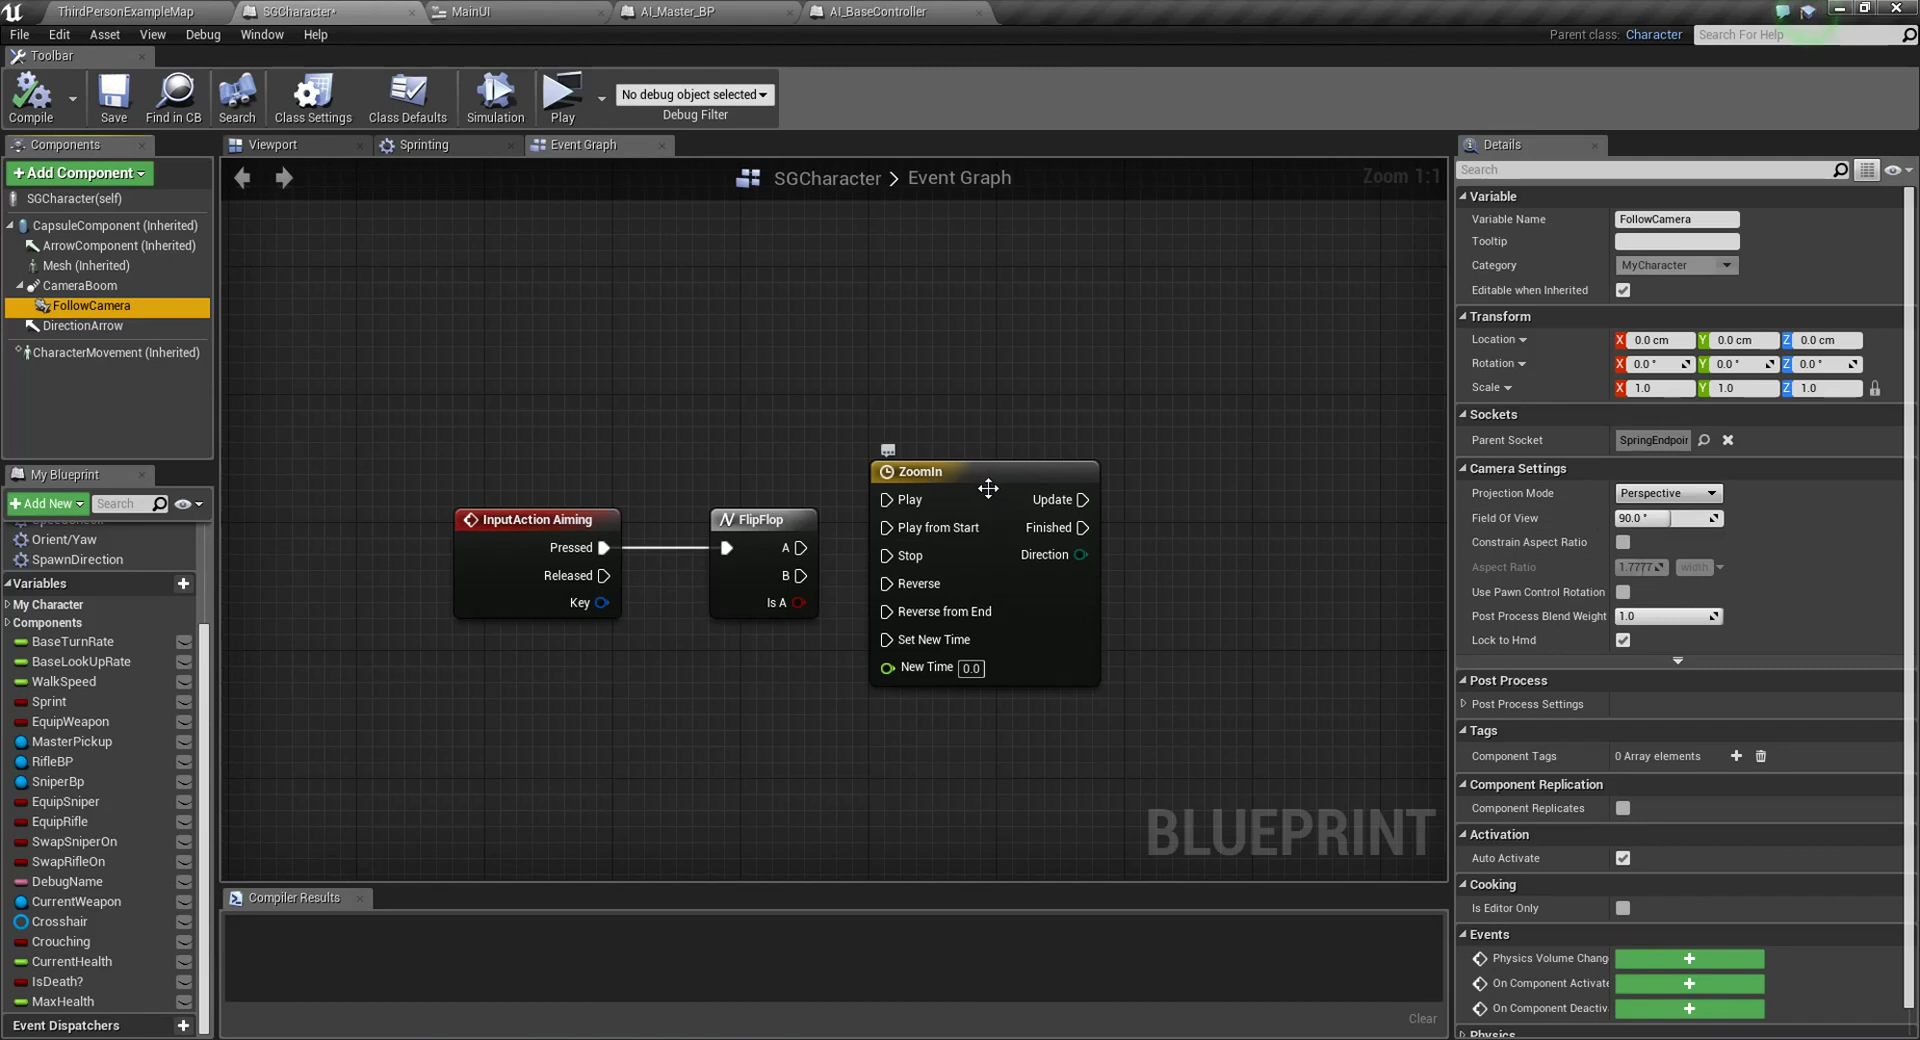 ThirdPersonExampleMap
SGCharacter*
MainUI
AI_Master_BP
AI_BaseController
File
Edit
Asset
View
Debug
Window
Help
Parent class:
Character
Search For Help
Toolbar
Compile
Save
Find in CB
Search
Class Settings
Class Defaults
Simulation
Play
No debug object selected
Debug Filter
Components
+Add Component
SGCharacter(self)
CapsuleComponent (Inherited)
ArrowComponent (Inherited)
Mesh (Inherited)
CameraBoom
FollowCamera
DirectionArrow
CharacterMovement (Inherited)
My Blueprint
+Add New
Search
Orient/Yaw
SpawnDirection
Variables
My Character
Components
BaseTurnRate
BaseLookUpRate
WalkSpeed
Sprint
EquipWeapon
MasterPickup
RifleBP
SniperBp
EquipSniper
EquipRifle
SwapSniperOn
SwapRifleOn
DebugName
CurrentWeapon
Crosshair
Crouching
CurrentHealth
IsDeath?
MaxHealth
Event Dispatchers
Viewport
Sprinting
Event Graph
SGCharacter > Event Graph
Zoom 1:1
InputAction Aiming
Pressed
Released
Key
FlipFlop
A
B
Is A
ZoomIn
Play
Play from Start
Stop
Reverse
Reverse from End
Set New Time
New Time 0.0
Update
Finished
Direction
BLUEPRINT
Compiler Results
Clear
Details
Search
Variable
Variable Name FollowCamera
Tooltip
Category MyCharacter
Editable when Inherited
Transform
Location X 0.0 cm Y 0.0 cm Z 0.0 cm
Rotation X 0.0 ° Y 0.0 ° Z 0.0 °
Scale X 1.0 Y 1.0 Z 1.0
Sockets
Parent Socket SpringEndpoir
Camera Settings
Projection Mode Perspective
Field Of View 90.0 °
Constrain Aspect Ratio
Aspect Ratio 1.7777 width
Use Pawn Control Rotation
Post Process Blend Weight 1.0
Lock to Hmd
Post Process
Post Process Settings
Tags
Component Tags 0 Array elements
Component Replication
Component Replicates
Activation
Auto Activate
Cooking
Is Editor Only
Events
Physics Volume Chang
On Component Activate
On Component Deactiv
Physics